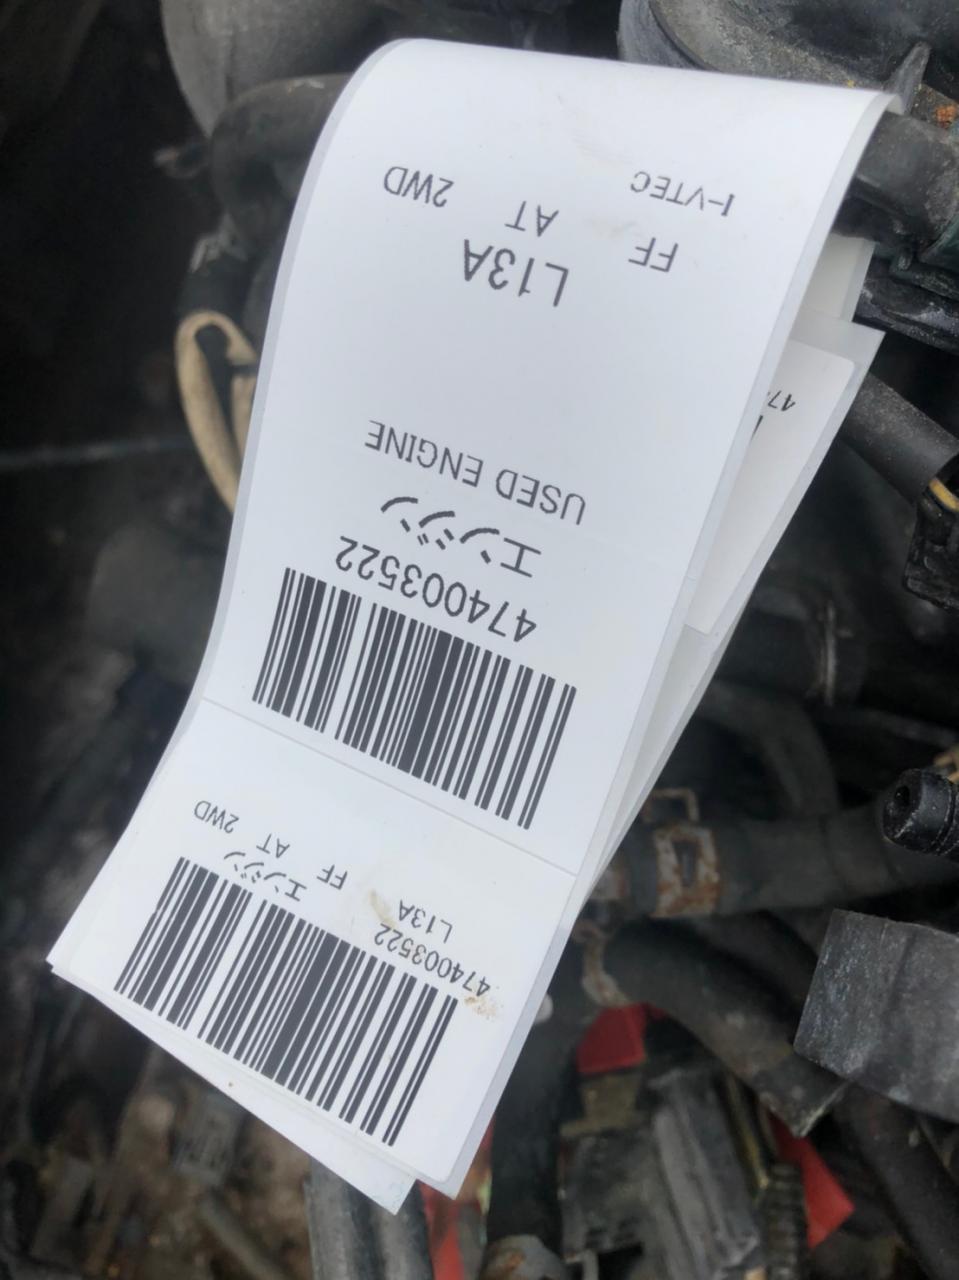 474003522 エンジン
L13A FF AT 2WD
474003522
エンジン
USED ENGINE
L13A
FF AT 2WD
I-VTEC